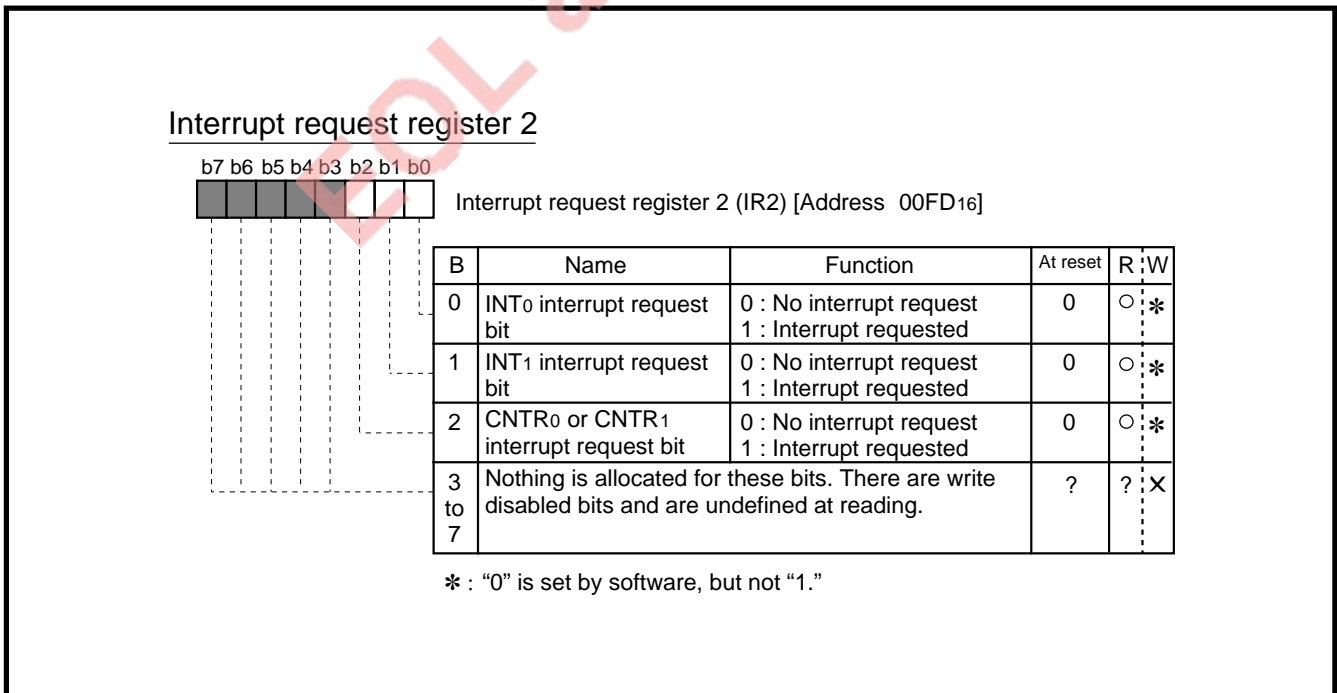 EOL a
Interrupt request register 2
b7 b6 b5 b4 b3 b2 b1 b0
Interrupt request register 2 (IR2) [Address 00FD16]
B Name Function At reset R W
0 INT0 interrupt request bit 0 : No interrupt request 1 : Interrupt requested 0 ○ ✻
1 INT1 interrupt request bit 0 : No interrupt request 1 : Interrupt requested 0 ○ ✻
2 CNTR0 or CNTR1 interrupt request bit 0 : No interrupt request 1 : Interrupt requested 0 ○ ✻
3 to 7 Nothing is allocated for these bits. There are write disabled bits and are undefined at reading. ? ? ×
✻ : “0” is set by software, but not “1.”